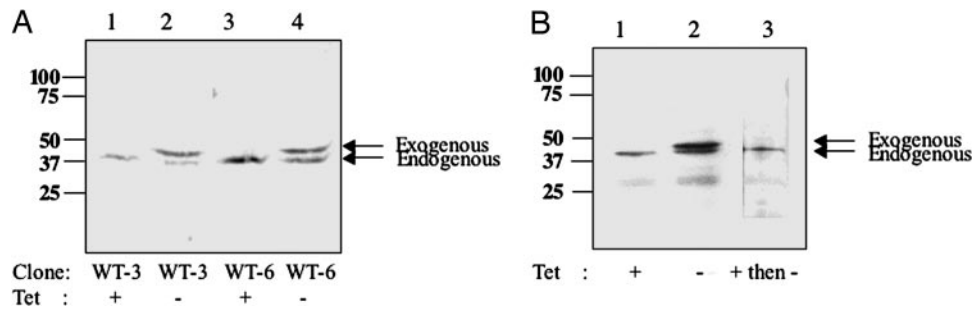 A
1 2 3 4
100
75
50
37
25
Exogenous
Endogenous
Clone: WT-3 WT-3 WT-6 WT-6
Tet : + - + -
B
1 2 3
100
75
50
37
25
Exogenous
Endogenous
Tet : + - + then -